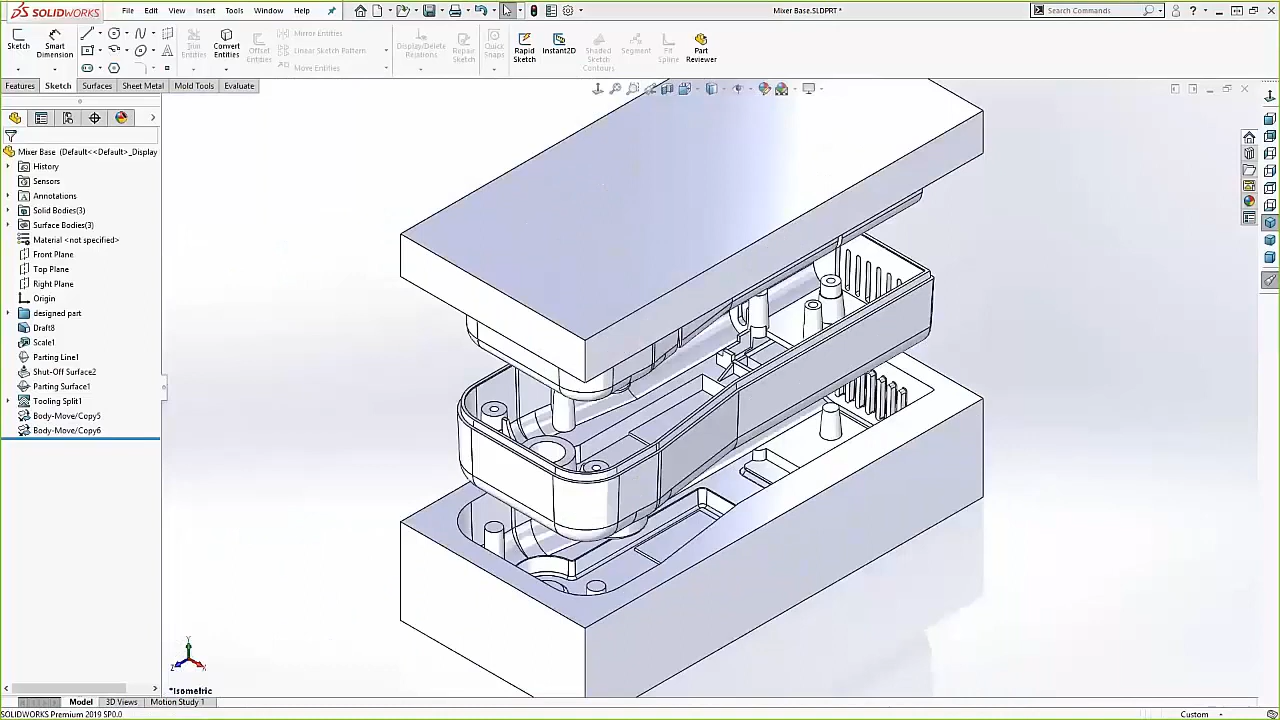 SOLIDWORKS File Edit View Insert Tools Window Help Mixer Base.SLDPRT * Search Commands
Sketch Smart Dimension Trim Entities Convert Entities Offset Entities Mirror Entities Linear Sketch Pattern Move Entities Display/Delete Relations Repair Sketch Quick Snaps Rapid Sketch Instant2D Shaded Sketch Contours Segment Fit Spline Part Reviewer
Features Sketch Surfaces Sheet Metal Mold Tools Evaluate
Mixer Base (Default<<Default>_Display
History
Sensors
Annotations
Solid Bodies(3)
Surface Bodies(3)
Material <not specified>
Front Plane
Top Plane
Right Plane
Origin
designed part
Draft8
Scale1
Parting Line1
Shut-Off Surface2
Parting Surface1
Tooling Split1
Body-Move/Copy5
Body-Move/Copy6
Y
Z X
*Isometric
Model 3D Views Motion Study 1
SOLIDWORKS Premium 2019 SP0.0 Custom